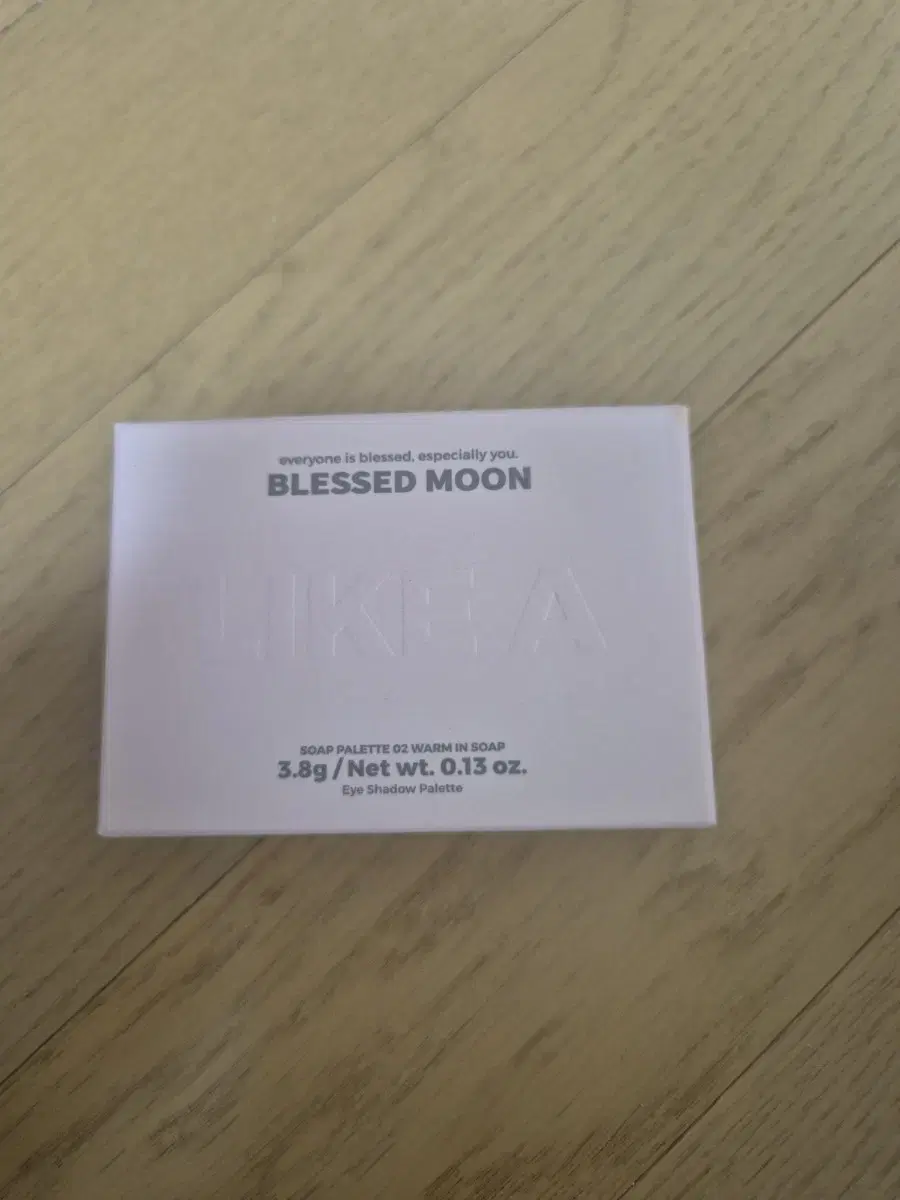 everyone is blessed, especially you.
BLESSED MOON
LIKE A
SOAP PALETTE 02 WARM IN SOAP
3.8g / Net wt. 0.13 oz.
Eye Shadow Palette